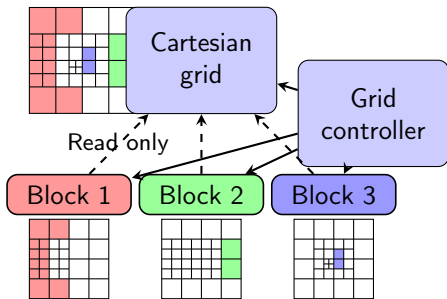 Cartesian
grid
Grid
controller
Read only
Block 1
Block 2
Block 3